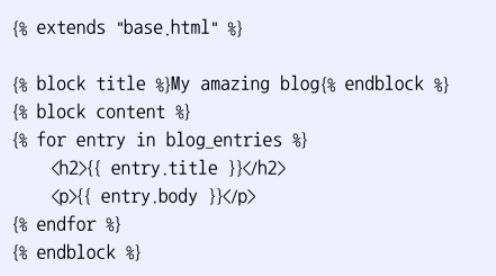 {% extends "base.html" %}
{% block title %}My amazing blog{% endblock %}
{% block content %}
{% for entry in blog_entries %}
<h2>{{ entry.title }}</h2>
<p>{{ entry.body }}</p>
{% endfor %}
{% endblock %}